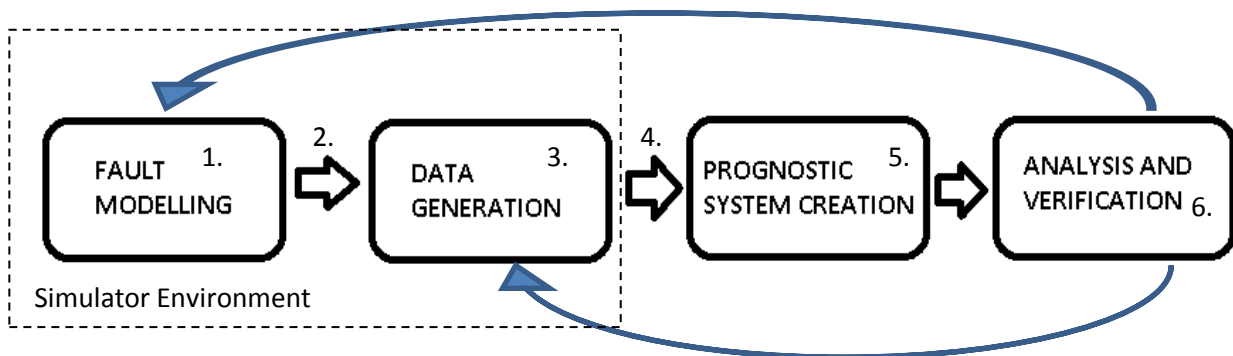 FAULT 1.
MODELLING
2.
DATA 3.
GENERATION
4.
PROGNOSTIC 5.
SYSTEM CREATION
ANALYSIS AND
VERIFICATION 6.
Simulator Environment